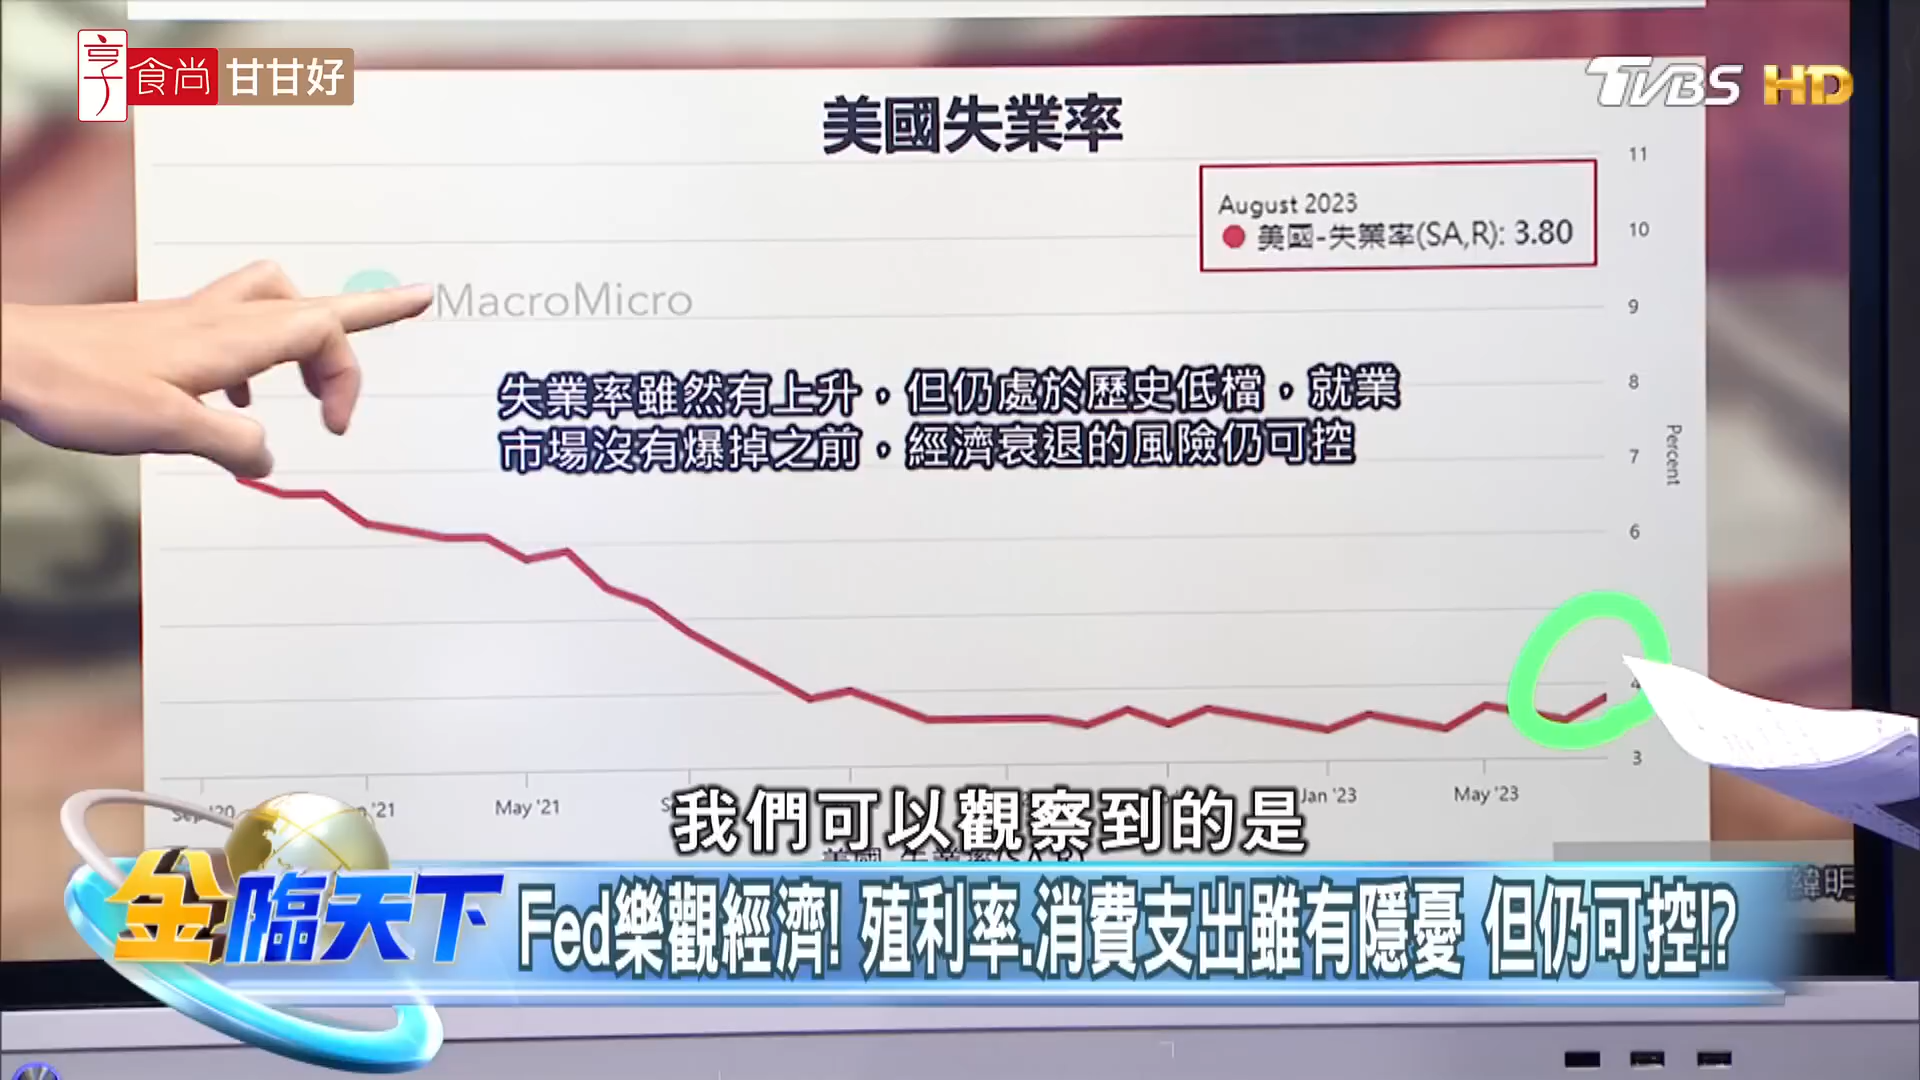 享
食尚
甘甘好
TVBS HD
美國失業率
11
August 2023
美國-失業率(SA,R): 3.80
10
MacroMicro
9
失業率雖然有上升，但仍處於歷史低檔，就業
8
市場沒有爆掉之前，經濟衰退的風險仍可控
7
Percent
6
4
3
May '21
Jan '23
May '23
我們可以觀察到的是
金臨天下
Fed樂觀經濟! 殖利率.消費支出雖有隱憂 但仍可控!?
緯明